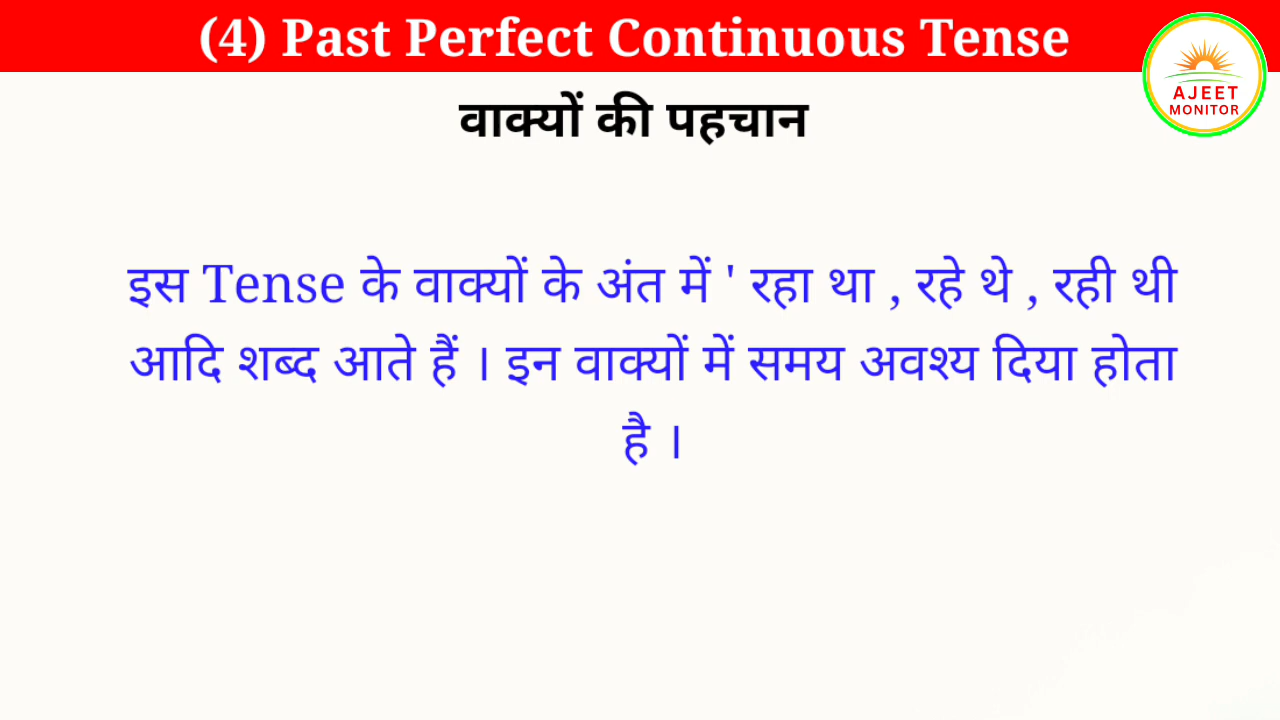 (4) Past Perfect Continuous Tense
AJEET
MONITOR
वाक्यों की पहचान
इस Tense के वाक्यों के अंत में ' रहा था , रहे थे , रही थी
आदि शब्द आते हैं । इन वाक्यों में समय अवश्य दिया होता
है ।